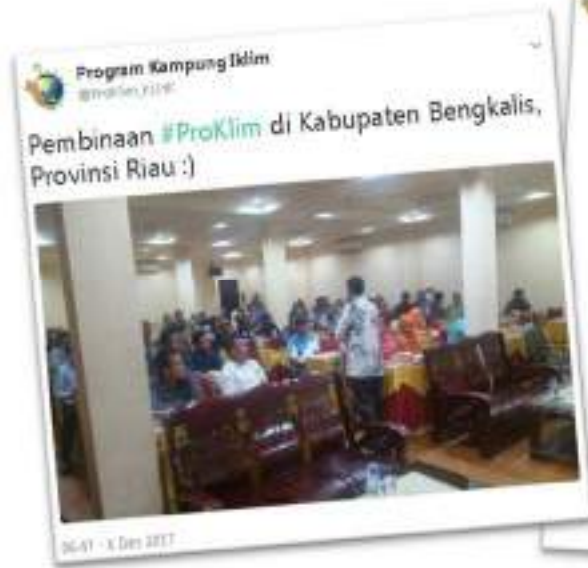 Program Kampung Iklim
Pembinaan #ProKlim di Kabupaten Bengkalis,
Provinsi Riau :)